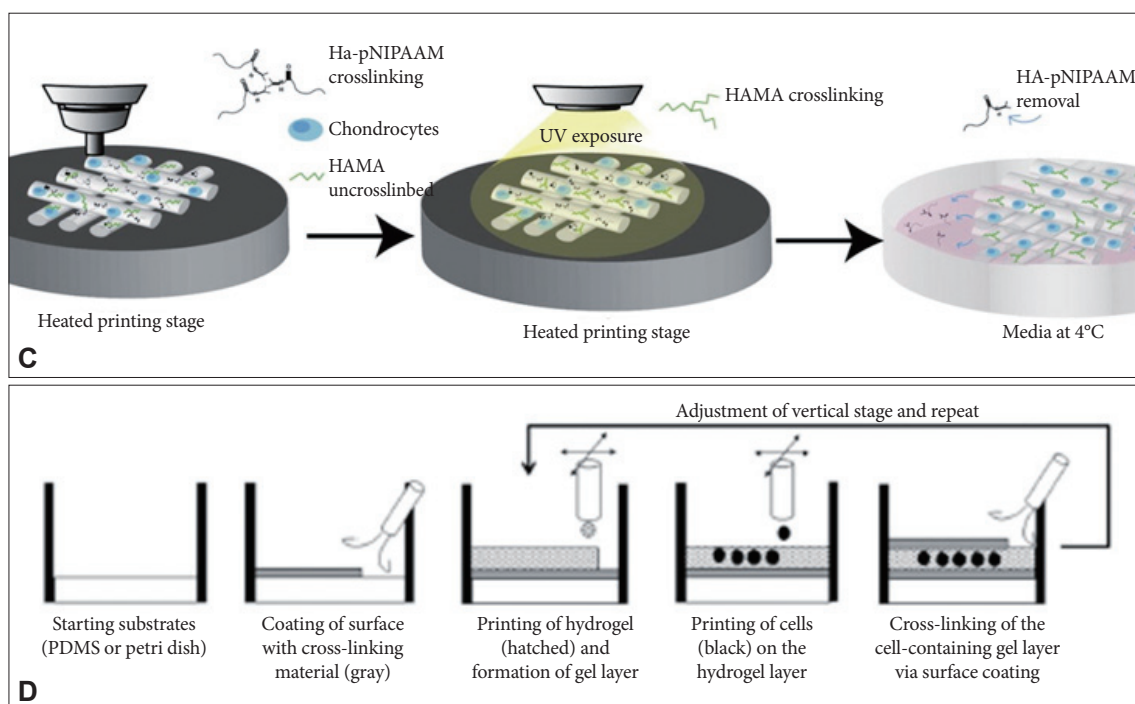 Ha-pNIPAAM
crosslinking
Chondrocytes
HAMA
uncrosslinbed
Heated printing stage
UV exposure
HAMA crosslinking
Heated printing stage
HA-pNIPAAM
removal
Media at 4°C
C
Adjustment of vertical stage and repeat
Starting substrates
(PDMS or petri dish)
Coating of surface
with cross-linking
material (gray)
Printing of hydrogel
(hatched) and
formation of gel layer
Printing of cells
(black) on the
hydrogel layer
Cross-linking of the
cell-containing gel layer
via surface coating
D